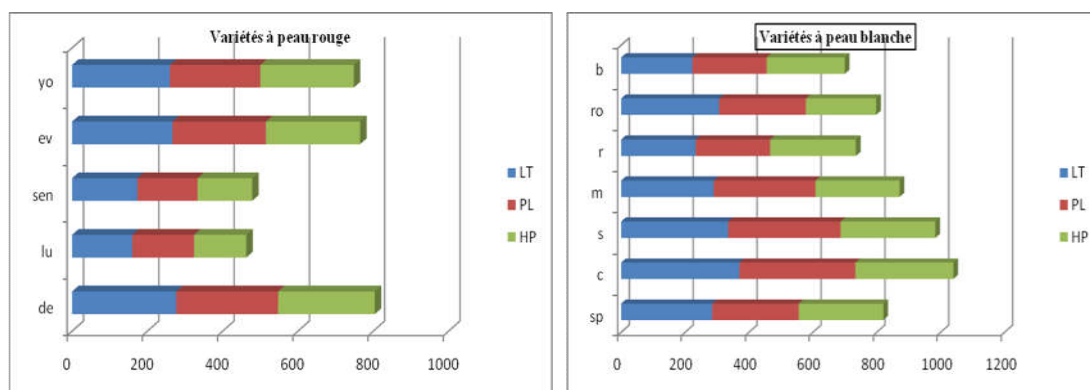 Variétés à peau rouge
yo
ev
sen
lu
de
0 200 400 600 800 1000
LT
PL
HP
Variétés à peau blanche
b
ro
r
m
s
c
sp
0 200 400 600 800 1000 1200
LT
PL
HP